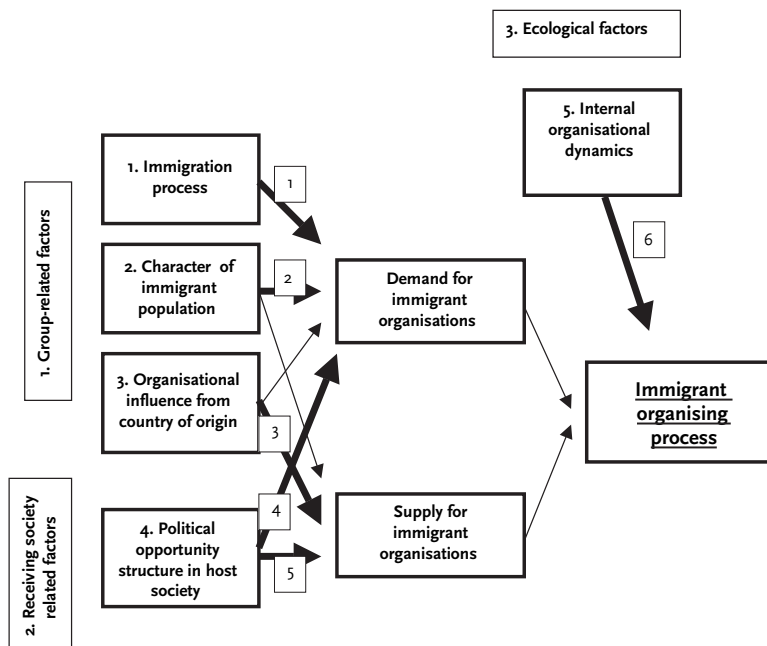 3. Ecological factors
5. Internal
organisational
dynamics
1. Immigration
process
1
6
1. Group-related factors
2. Character of
immigrant
population
2
Demand for
immigrant
organisations
3. Organisational
influence from
country of origin
3
Immigrant
organising
process
2. Receiving society
related factors
4. Political
opportunity
structure in host
society
4
5
Supply for
immigrant
organisations